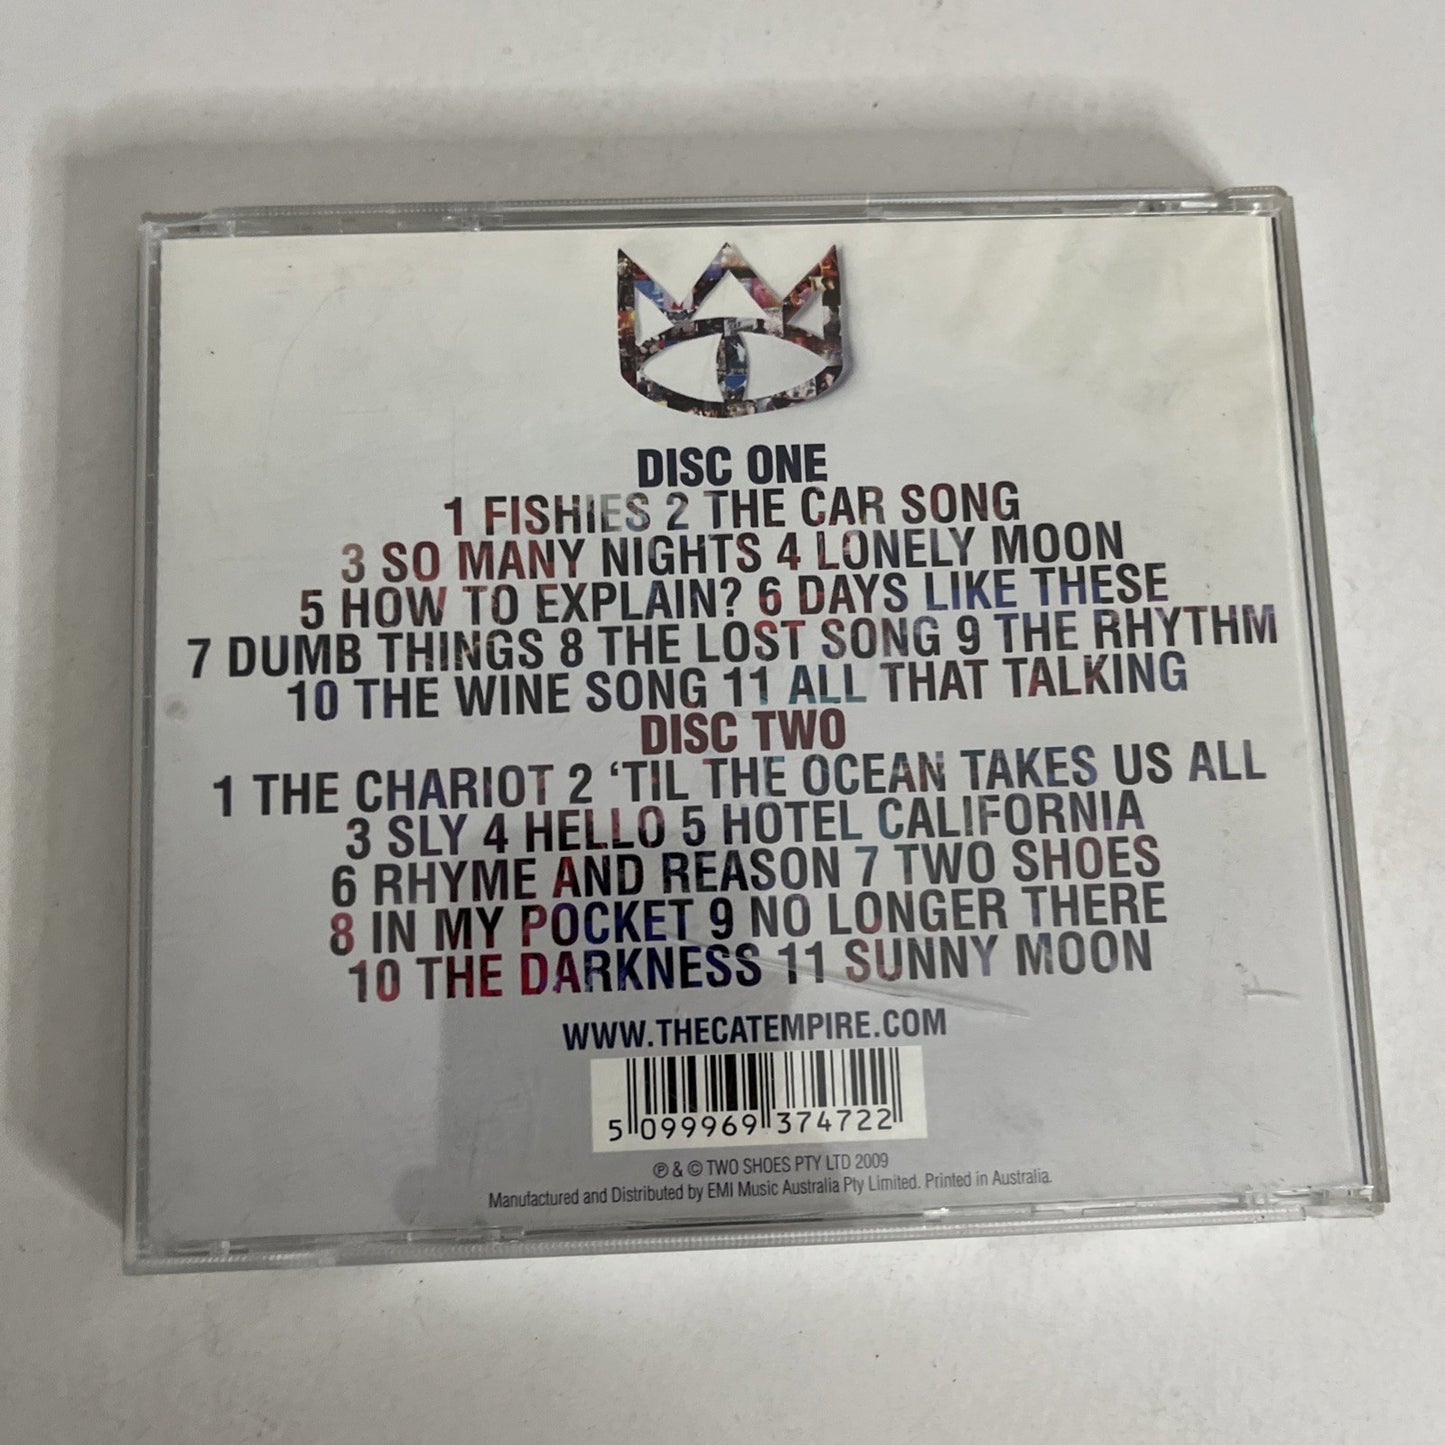 DISC ONE
1 FISHIES 2 THE CAR SONG
3 SO MANY NIGHTS 4 LONELY MOON
5 HOW TO EXPLAIN? 6 DAYS LIKE THESE
7 DUMB THINGS 8 THE LOST SONG 9 THE RHYTHM
10 THE WINE SONG 11 ALL THAT TALKING
DISC TWO
1 THE CHARIOT 2 ‘TIL THE OCEAN TAKES US ALL
3 SLY 4 HELLO 5 HOTEL CALIFORNIA
6 RHYME AND REASON 7 TWO SHOES
8 IN MY POCKET 9 NO LONGER THERE
10 THE DARKNESS 11 SUNNY MOON
WWW.THECATEMPIRE.COM
5 099969 374722
℗ & © TWO SHOES PTY LTD 2009
Manufactured and Distributed by EMI Music Australia Pty Limited. Printed in Australia.